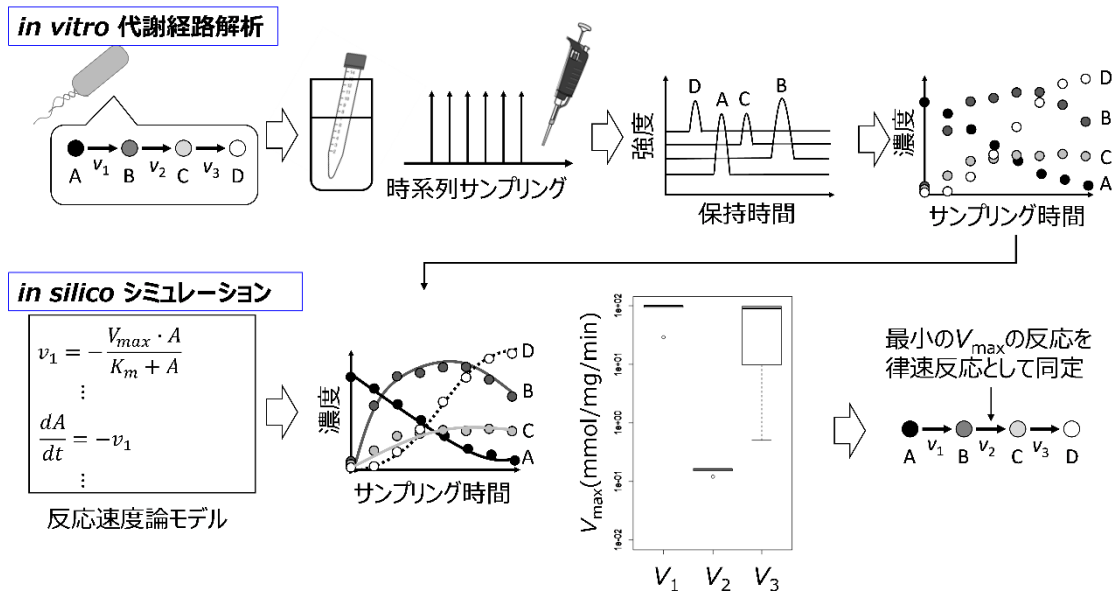 in vitro 代謝経路解析
A v1 B v2 C v3 D
時系列サンプリング
強度
D A C B
保持時間
濃度
D
B
C
A
サンプリング時間
in silico シミュレーション
v1 = − Vmax · A / Km + A
⋮
dA / dt = −v1
⋮
反応速度論モデル
濃度
D
B
C
A
サンプリング時間
Vmax(mmol/mg/min)
1e+02
1e+01
1e+00
1e-01
1e-02
V1 V2 V3
最小のVmaxの反応を
律速反応として同定
A v1 B v2 C v3 D